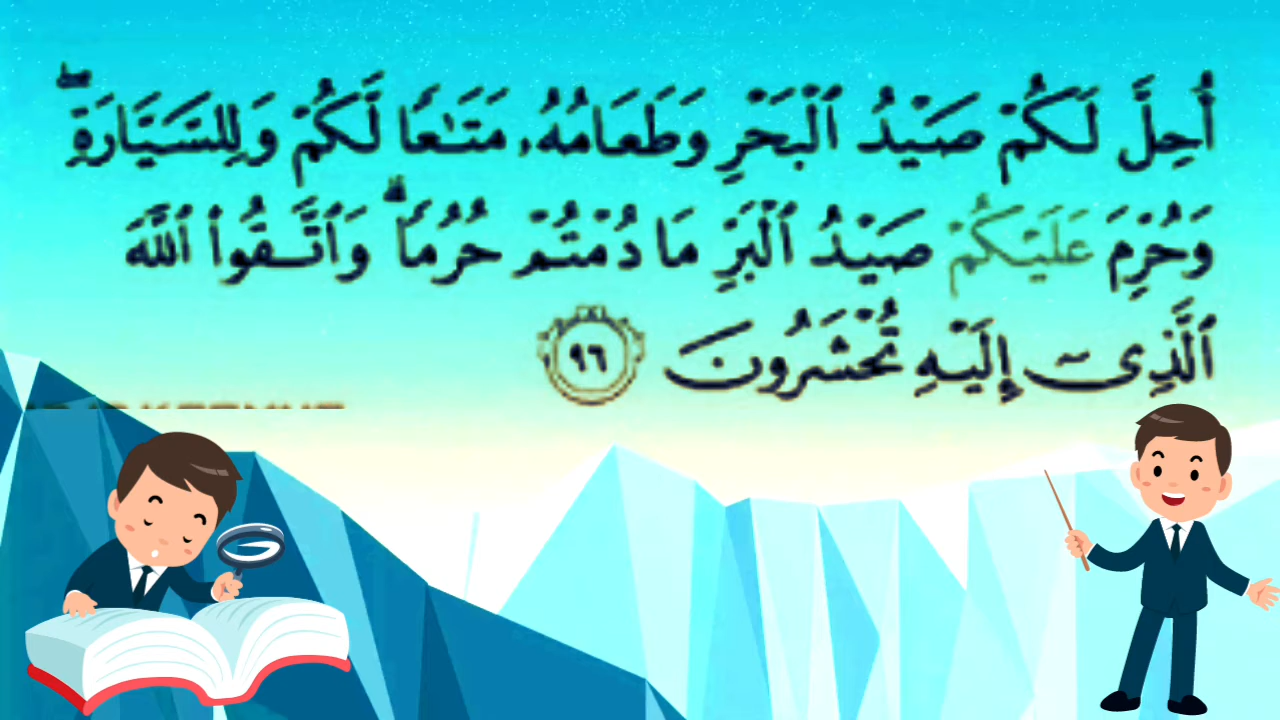 أُحِلَّ لَكُمْ صَيْدُ ٱلْبَحْرِ وَطَعَامُهُۥ مَتَـٰعًا لَّكُمْ وَلِلسَّيَّارَةِ ۖ
وَحُرِّمَ عَلَيْكُمْ صَيْدُ ٱلْبَرِّ مَا دُمْتُمْ حُرُمًا ۗ وَٱتَّقُوا۟ ٱللَّهَ
ٱلَّذِىٓ إِلَيْهِ تُحْشَرُونَ ٩٦